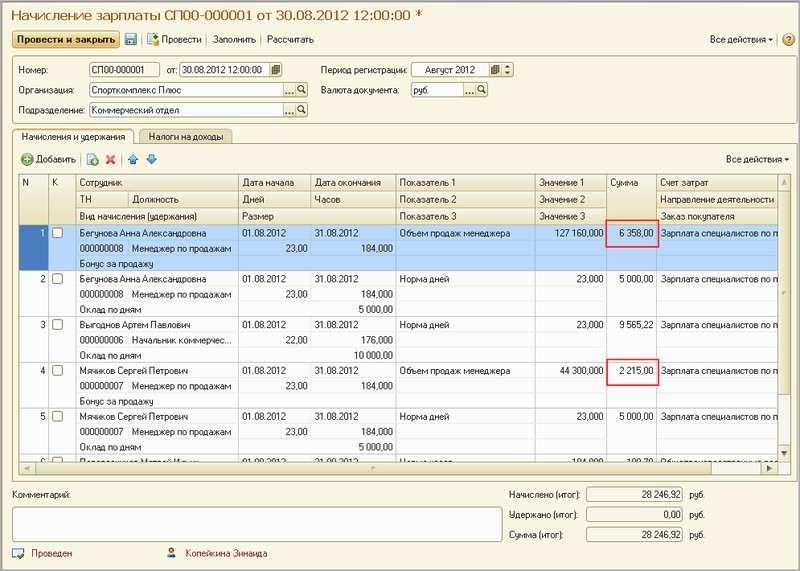 Начисление зарплаты СП00-000001 от 30.08.2012 12:00:00 *
Провести и закрыть Провести Заполнить Рассчитать Все действия
Номер: СП00-000001 от: 30.08.2012 12:00:00 Период регистрации: Август 2012
Организация: Спорткомплекс Плюс Валюта документа: руб.
Подразделение: Коммерческий отдел
Начисления и удержания Налоги на доходы
Добавить Все действия
N К Сотрудник Дата начала Дата окончания Показатель 1 Значение 1 Сумма Счет затрат
ТН Должность Дней Часов Показатель 2 Значение 2 Направление деятельности
Вид начисления (удержания) Размер Показатель 3 Значение 3 Заказ покупателя
1 Бегунова Анна Александровна 01.08.2012 31.08.2012 Объем продаж менеджера 127 160,000 6 358,00 Зарплата специалистов по п
000000008 Менеджер по продажам 23,00 184,000
Бонус за продажу
2 Бегунова Анна Александровна 01.08.2012 31.08.2012 Норма дней 23,000 5 000,00 Зарплата специалистов по п
000000008 Менеджер по продажам 23,00 184,000
Оклад по дням 5 000,00
3 Выгоднов Артем Павлович 01.08.2012 31.08.2012 Норма дней 23,000 9 565,22 Зарплата специалистов по п
000000006 Начальник коммерчес... 22,00 176,000
Оклад по дням 10 000,00
4 Мячиков Сергей Петрович 01.08.2012 31.08.2012 Объем продаж менеджера 44 300,000 2 215,00 Зарплата специалистов по п
000000007 Менеджер по продажам 23,00 184,000
Бонус за продажу
5 Мячиков Сергей Петрович 01.08.2012 31.08.2012 Норма дней 23,000 5 000,00 Зарплата специалистов по п
000000007 Менеджер по продажам 23,00 184,000
Оклад по дням 5 000,00
Комментарий: Начислено (итог): 28 246,92 руб.
Удержано (итог): 0,00 руб.
Сумма (итог): 28 246,92 руб.
Проведен Копейкина Зинаида